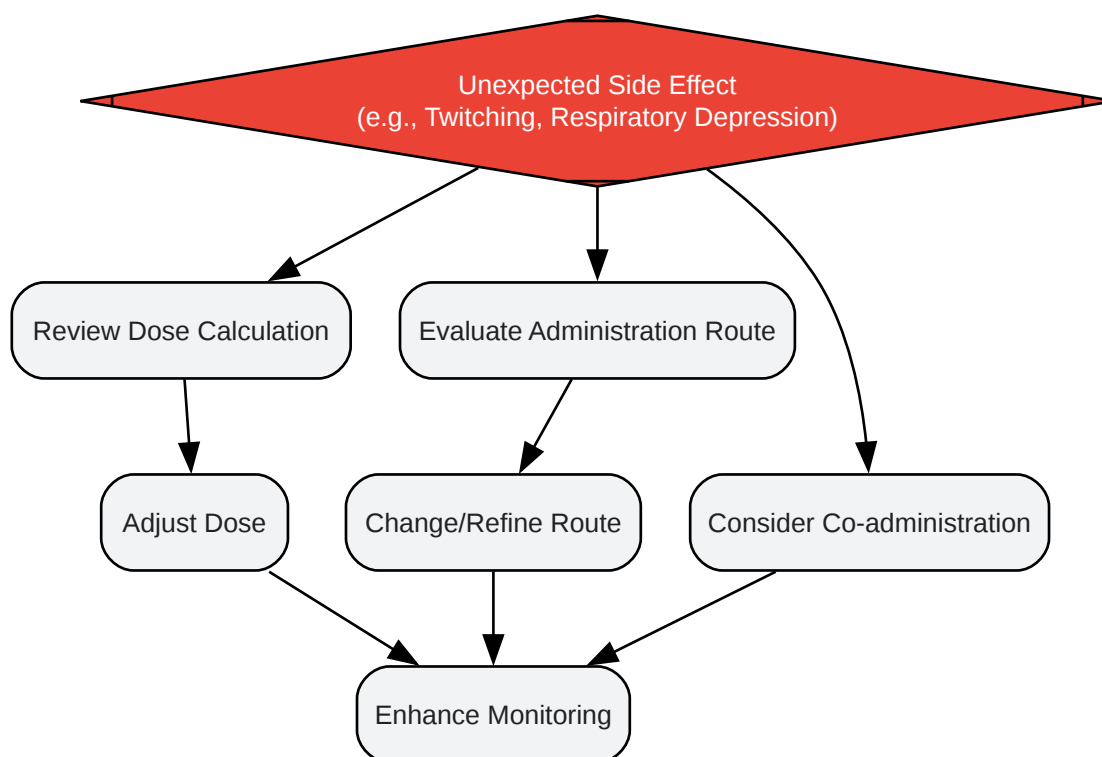 Unexpected Side Effect
(e.g., Twitching, Respiratory Depression)
Review Dose Calculation
Evaluate Administration Route
Adjust Dose
Change/Refine Route
Consider Co-administration
Enhance Monitoring